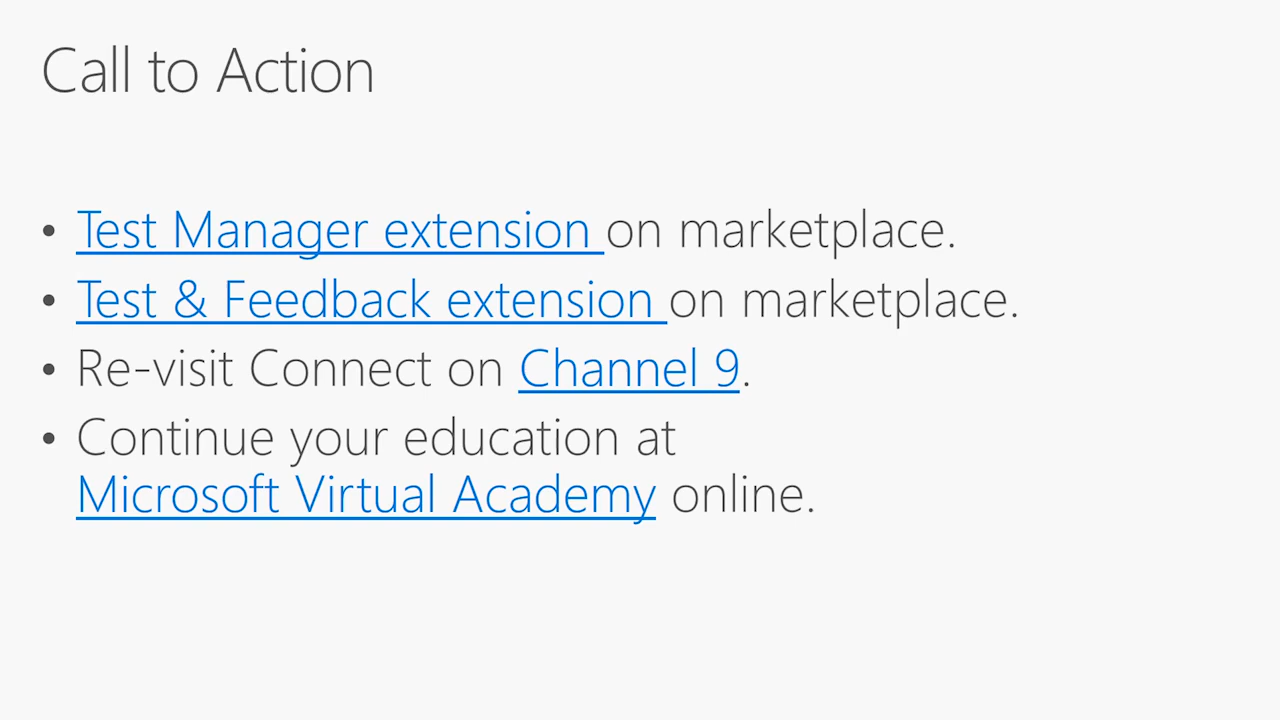 Call to Action
• Test Manager extension on marketplace.
• Test & Feedback extension on marketplace.
• Re-visit Connect on Channel 9.
• Continue your education at
Microsoft Virtual Academy online.